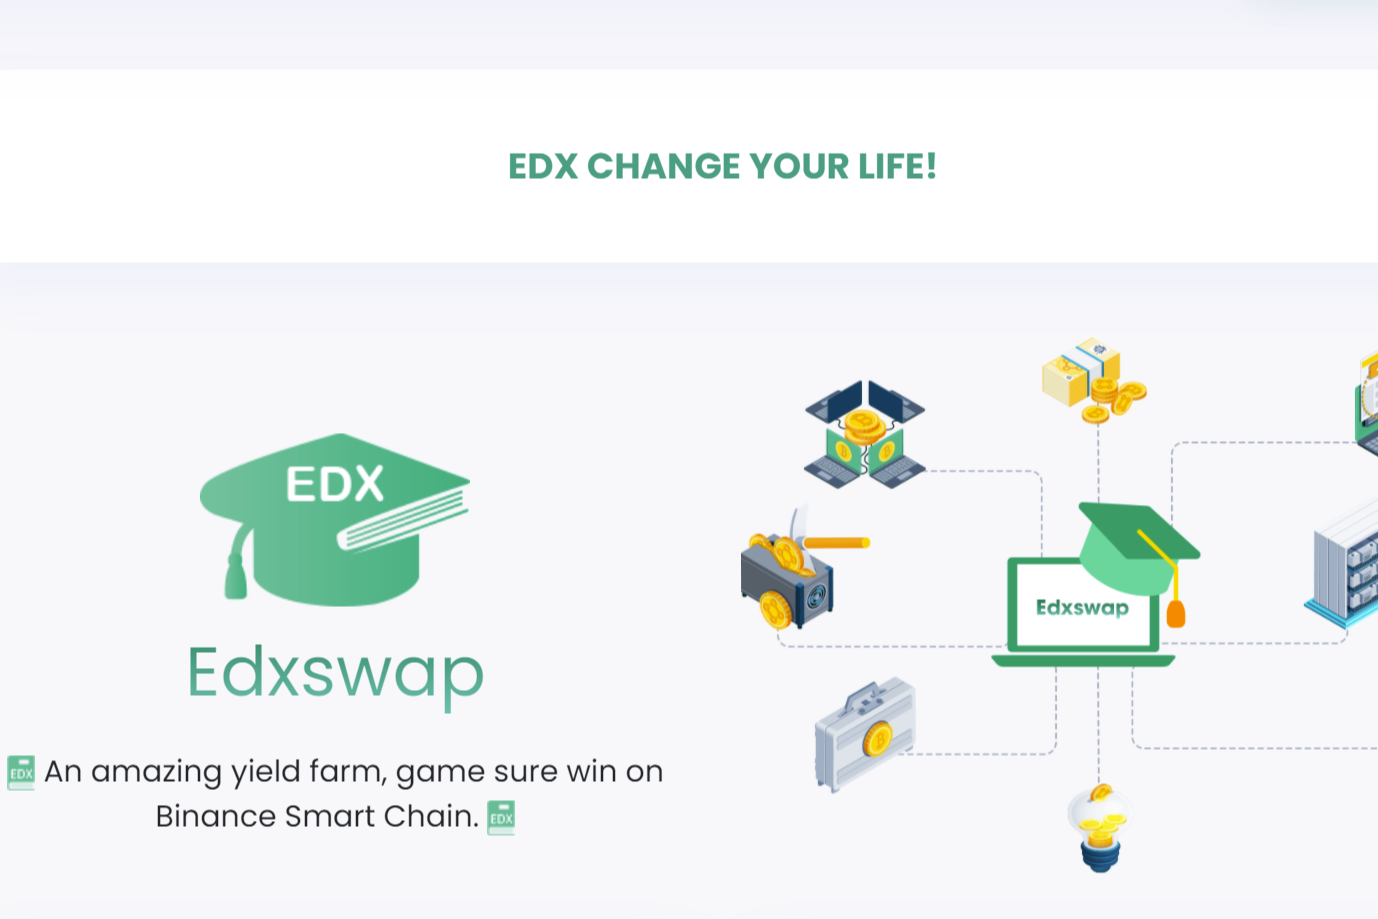 EDX CHANGE YOUR LIFE!
EDX
Edxswap
EDX An amazing yield farm, game sure win on
Binance Smart Chain. EDX
Edxswap